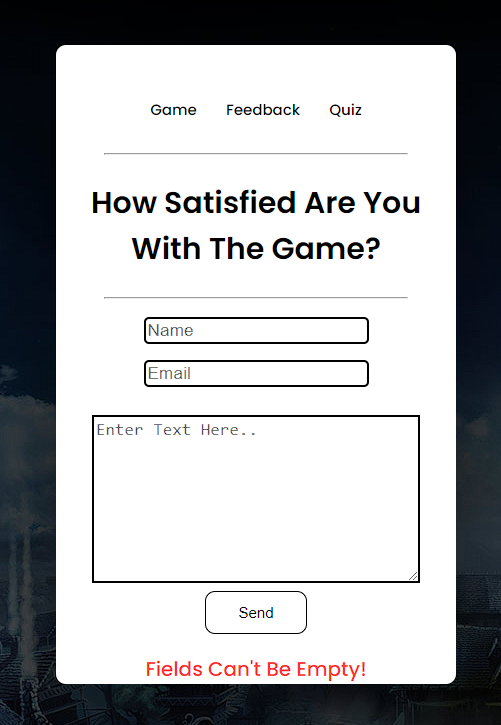 Game Feedback Quiz
How Satisfied Are You
With The Game?
Name
Email
Enter Text Here..
Send
Fields Can't Be Empty!